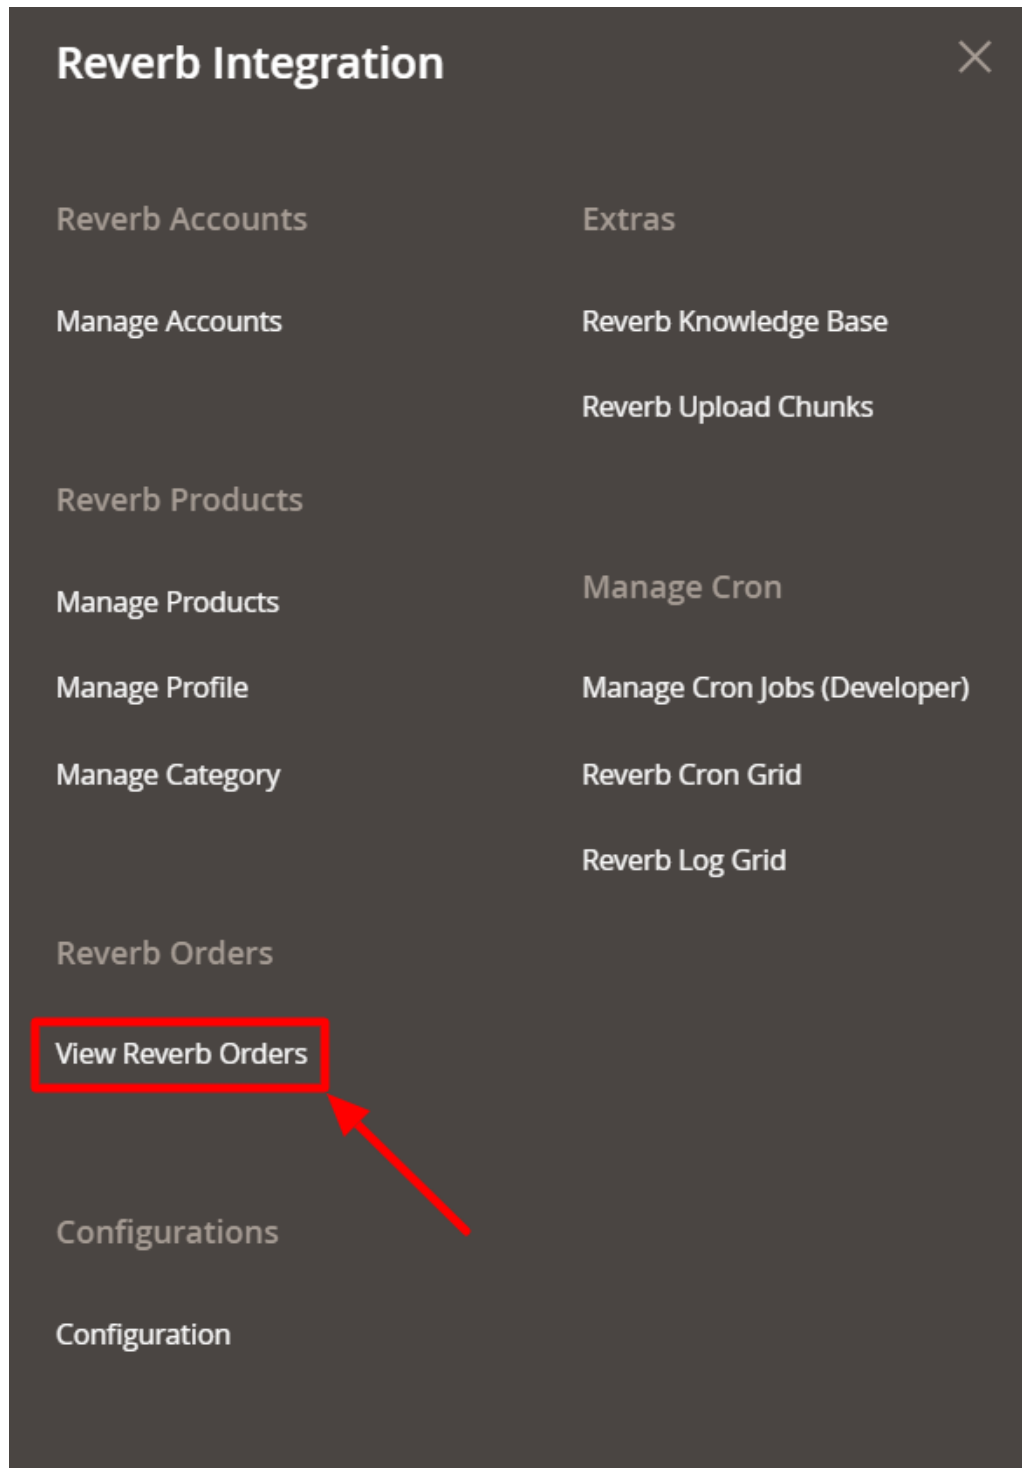 Reverb Integration
Reverb Accounts
Manage Accounts
Reverb Products
Manage Products
Manage Profile
Manage Category
Reverb Orders
View Reverb Orders
Configurations
Configuration
Extras
Reverb Knowledge Base
Reverb Upload Chunks
Manage Cron
Manage Cron Jobs (Developer)
Reverb Cron Grid
Reverb Log Grid